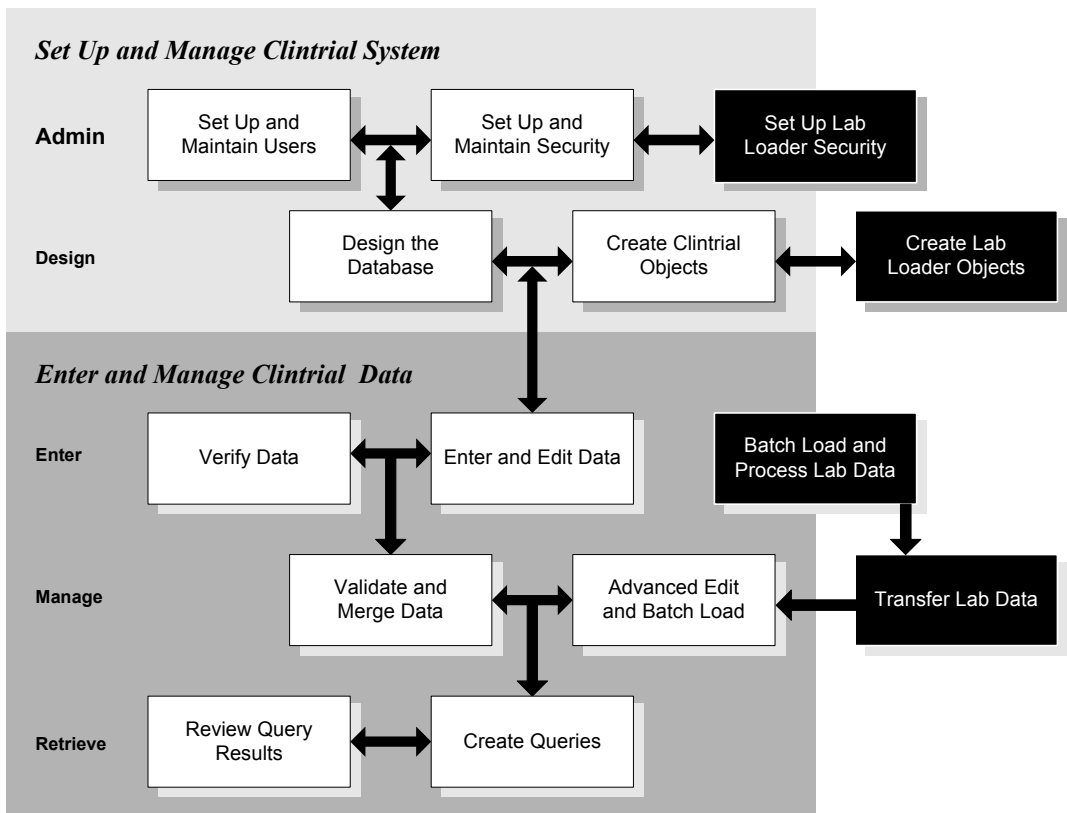 Set Up and Manage Clintrial System
Admin
Set Up and
Maintain Users
Set Up and
Maintain Security
Set Up Lab
Loader Security
Design
Design the
Database
Create Clintrial
Objects
Create Lab
Loader Objects
Enter and Manage Clintrial  Data
Enter
Verify Data
Enter and Edit Data
Batch Load and
Process Lab Data
Manage
Validate and
Merge Data
Advanced Edit
and Batch Load
Transfer Lab Data
Retrieve
Review Query
Results
Create Queries